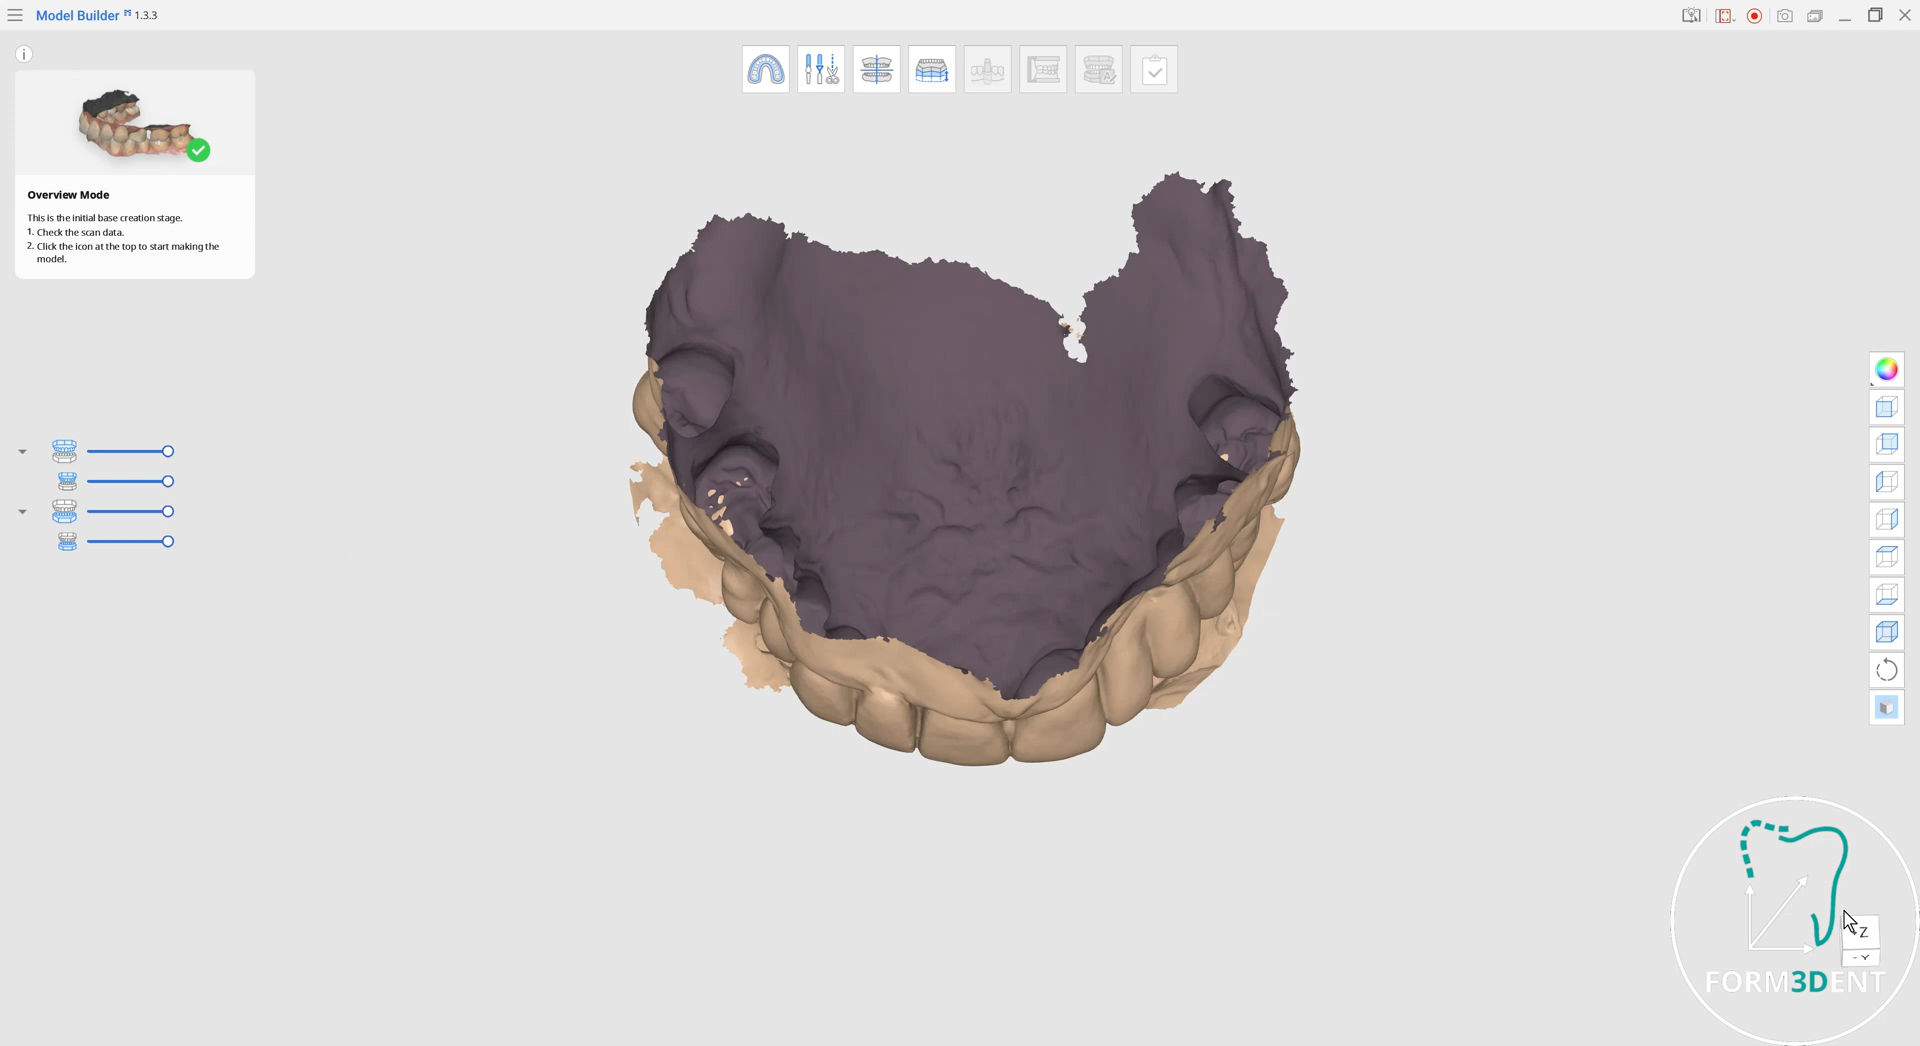 Model Builder 1.3.3
i
Overview Mode
This is the initial base creation stage.
1. Check the scan data.
2. Click the icon at the top to start making the
model.
Z
- Y
FORM3DENT